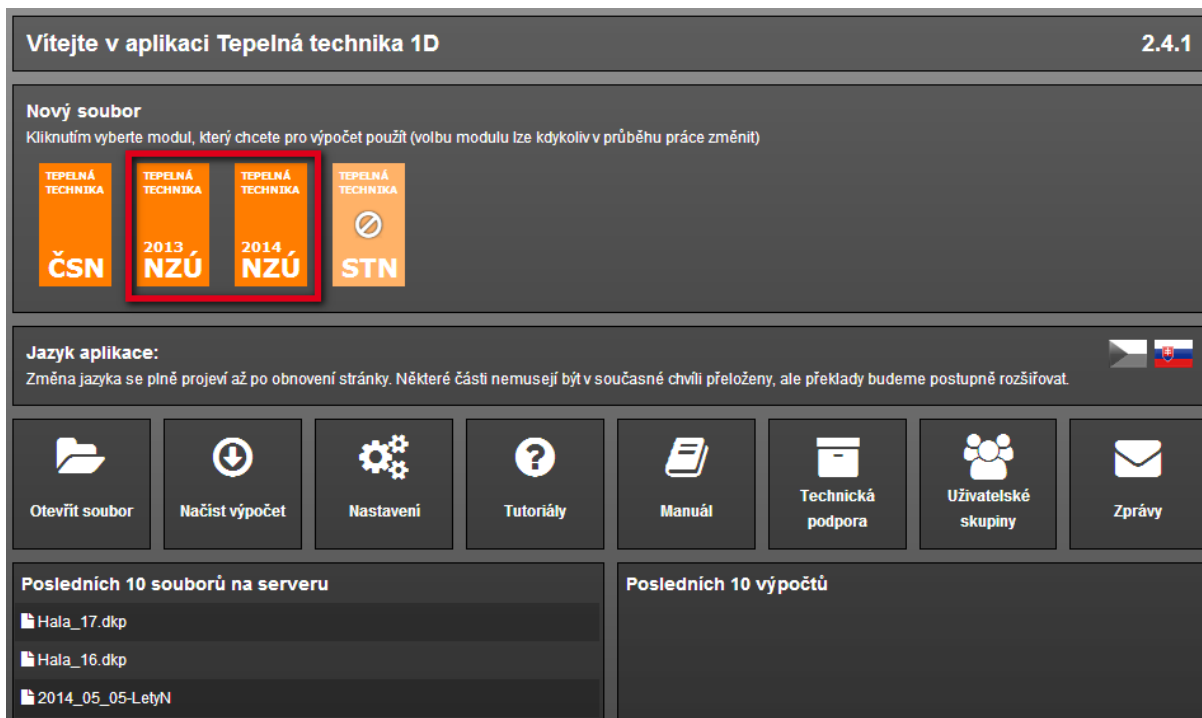 Vítejte v aplikaci Tepelná technika 1D
2.4.1
Nový soubor
Kliknutím vyberte modul, který chcete pro výpočet použít (volbu modulu lze kdykoliv v průběhu práce změnit)
TEPELNÁ
TECHNIKA
ČSN
TEPELNÁ
TECHNIKA
2013
NZÚ
TEPELNÁ
TECHNIKA
2014
NZÚ
TEPELNÁ
TECHNIKA
STN
Jazyk aplikace:
Změna jazyka se plně projeví až po obnovení stránky. Některé části nemusejí být v současné chvíli přeloženy, ale překlady budeme postupně rozšiřovat.
Otevřít soubor
Načíst výpočet
Nastavení
Tutoriály
Manuál
Technická
podpora
Uživatelské
skupiny
Zprávy
Posledních 10 souborů na serveru
Hala_17.dkp
Hala_16.dkp
2014_05_05-LetyN
Posledních 10 výpočtů